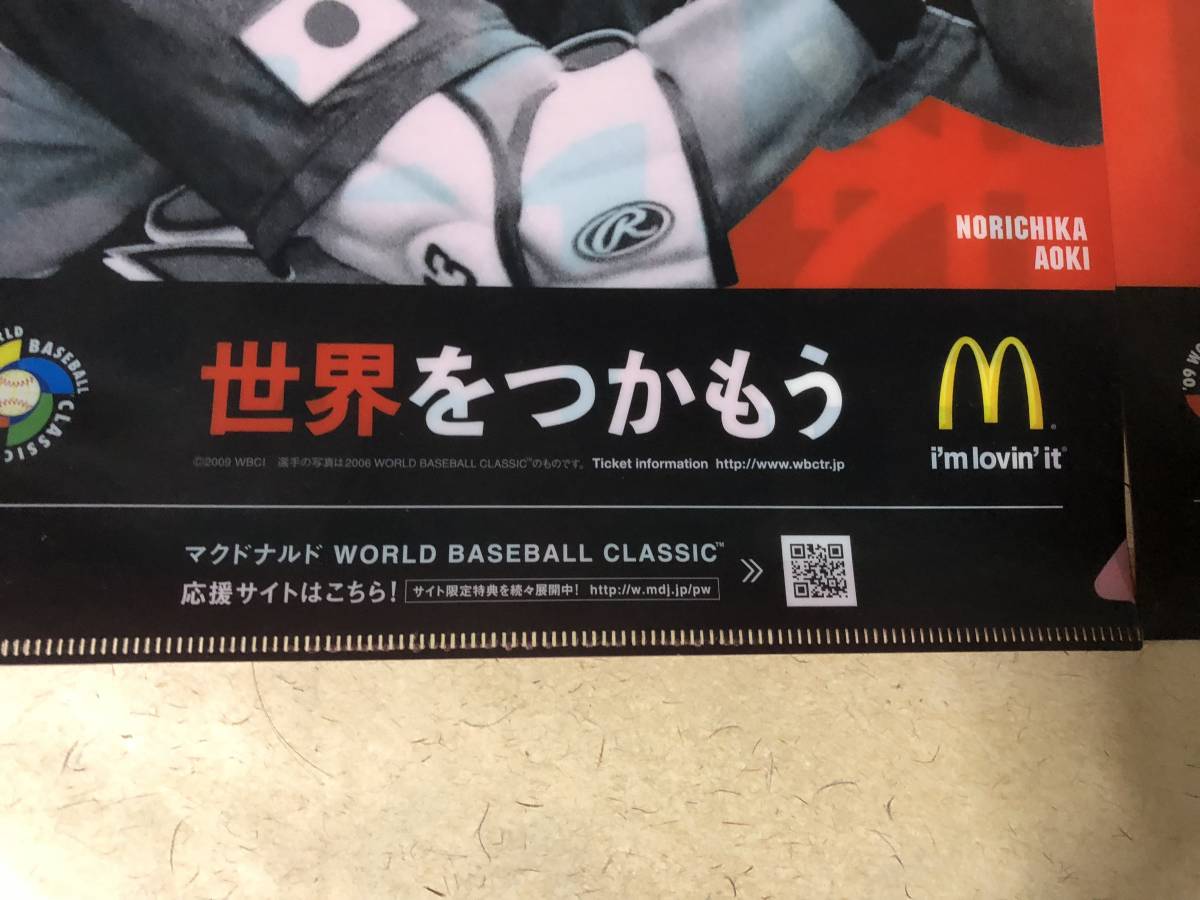 R
3
NORICHIKA
AOKI
WORLD BASEBALL CLASSIC
世界をつかもう
©2009 WBCI 選手の写真は2006 WORLD BASEBALL CLASSIC™のものです。 Ticket information http://www.wbctr.jp
M
i'm lovin' it®
マクドナルド WORLD BASEBALL CLASSIC™
応援サイトはこちら!
サイト限定特典を続々展開中! http://w.mdj.jp/pw